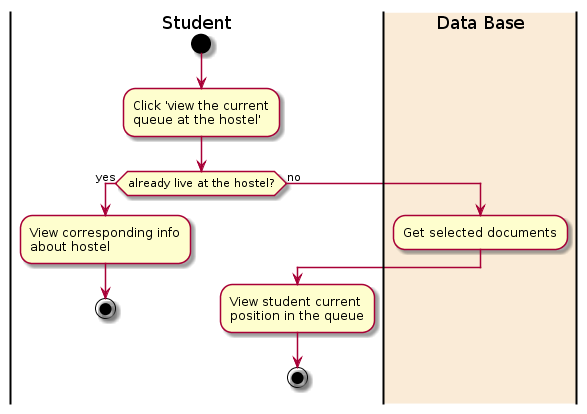 Student
Data Base
Click 'view the current
queue at the hostel'
already live at the hostel?
yes
no
View corresponding info
about hostel
Get selected documents
View student current
position in the queue